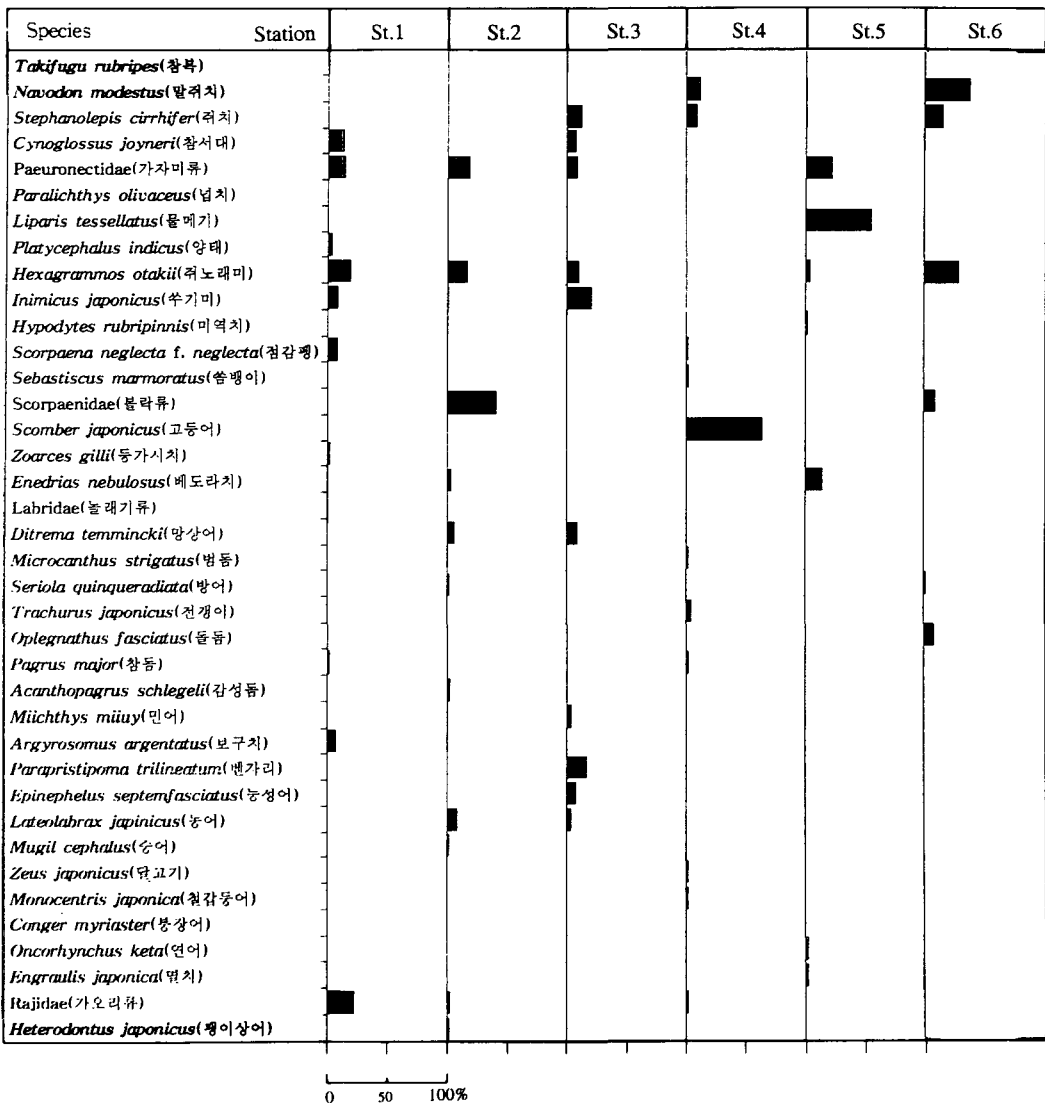 Species Station St.1 St.2 St.3 St.4 St.5 St.6
Takifugu rubripes(참복)
Navodon modestus(말쥐치)
Stephanolepis cirrhifer(쥐치)
Cynoglossus joyneri(참서대)
Paeuronectidae(가자미류)
Paralichthys olivaceus(넙치)
Liparis tessellatus(물메기)
Platycephalus indicus(양태)
Hexagrammos otakii(쥐노래미)
Inimicus japonicus(쑤기미)
Hypodytes rubripinnis(미역치)
Scorpaena neglecta f. neglecta(점감펭)
Sebastiscus marmoratus(쏨뱅이)
Scorpaenidae(볼락류)
Scomber japonicus(고등어)
Zoarces gilli(등가시치)
Enedrias nebulosus(베도라치)
Labridae(놀래기류)
Ditrema temmincki(망상어)
Microcanthus strigatus(범돔)
Seriola quinqueradiata(방어)
Trachurus japonicus(전갱이)
Oplegnathus fasciatus(돌돔)
Pagrus major(참돔)
Acanthopagrus schlegeli(감성돔)
Miichthys miiuy(민어)
Argyrosomus argentatus(보구치)
Parapristipoma trilineatum(벤가리)
Epinephelus septemfasciatus(능성어)
Lateolabrax japinicus(농어)
Mugil cephalus(숭어)
Zeus japonicus(달고기)
Monocentris japonica(철갑둥어)
Conger myriaster(붕장어)
Oncorhynchus keta(연어)
Engraulis japonica(멸치)
Rajidae(가오리류)
Heterodontus japonicus(괭이상어)
0 50 100%